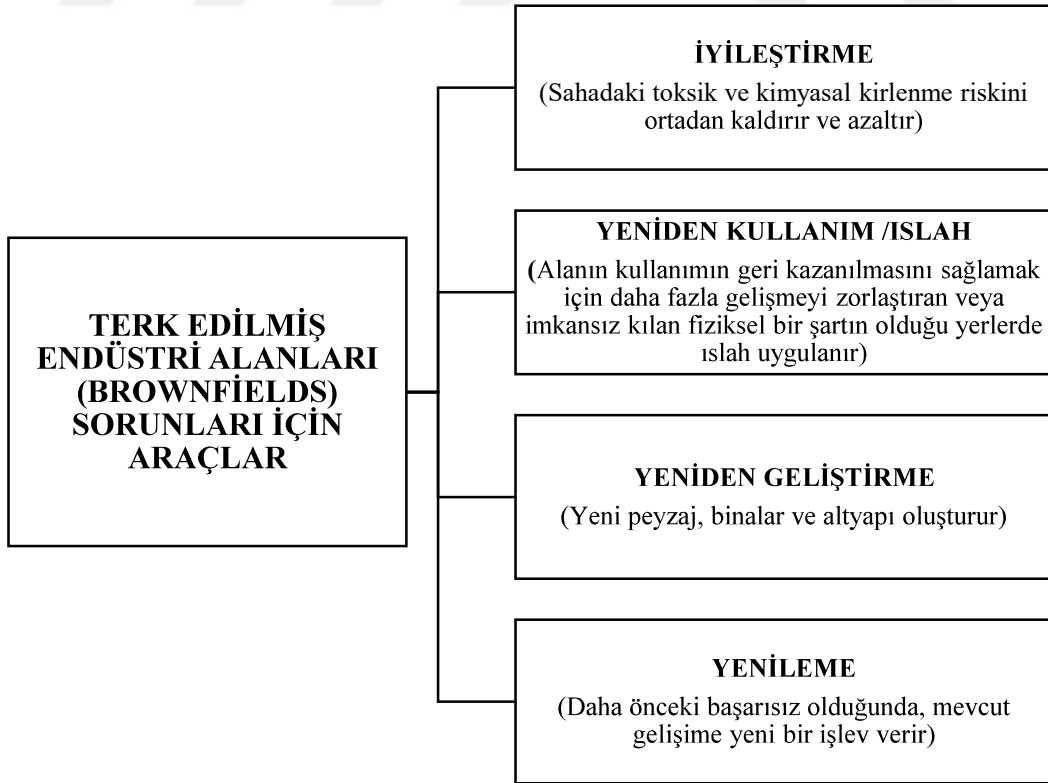 TERK EDİLMİŞ
ENDÜSTRİ ALANLARI
(BROWNFİELDS)
SORUNLARI İÇİN
ARAÇLAR
İYİLEŞTİRME
(Sahadaki toksik ve kimyasal kirlenme riskini
ortadan kaldırır ve azaltır)
YENİDEN KULLANIM /ISLAH
(Alanın kullanımın geri kazanılmasını sağlamak
için daha fazla gelişmeyi zorlaştıran veya
imkansız kılan fiziksel bir şartın olduğu yerlerde
ıslah uygulanır)
YENİDEN GELİŞTİRME
(Yeni peyzaj, binalar ve altyapı oluşturur)
YENİLEME
(Daha önceki başarısız olduğunda, mevcut
gelişime yeni bir işlev verir)